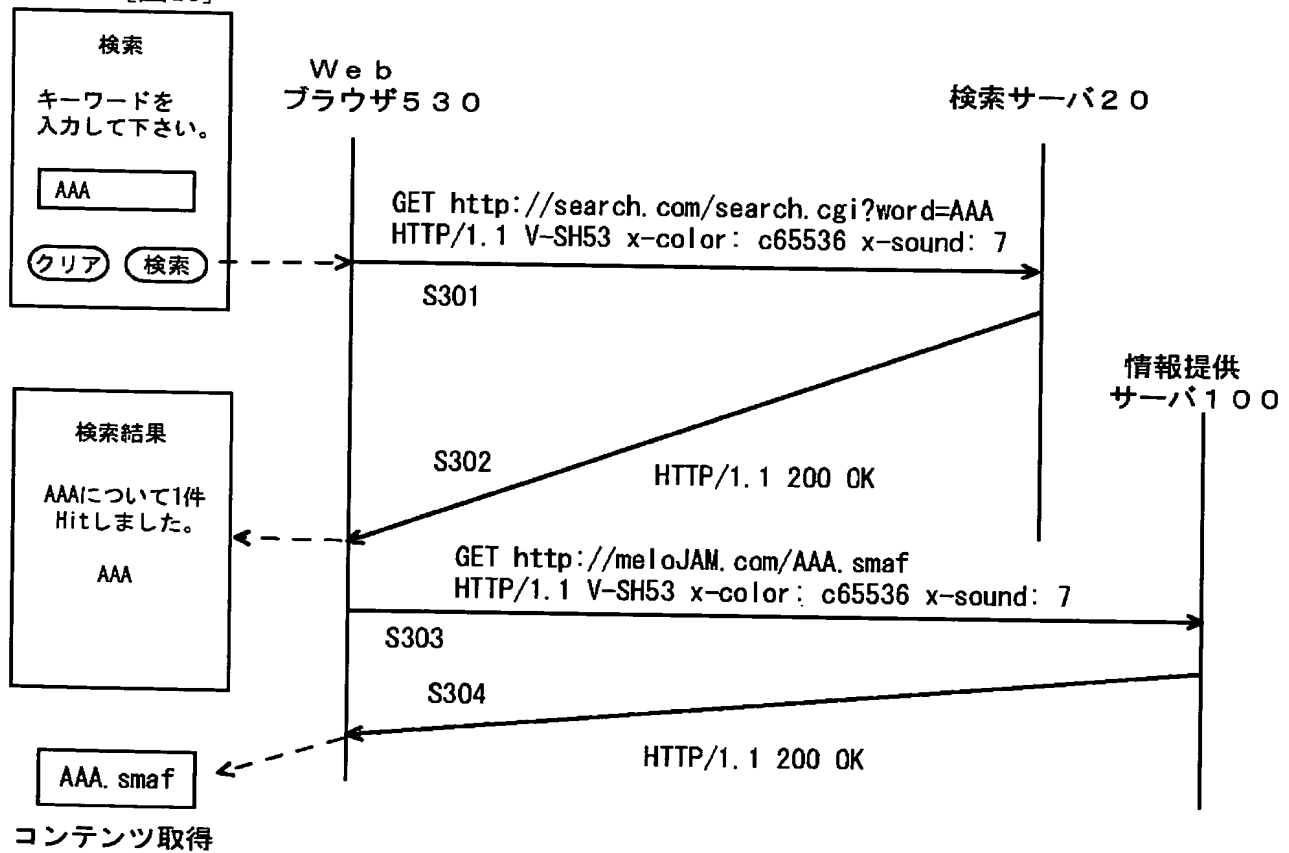 検索
キーワードを
入力して下さい。
AAA
クリア
検索
Web
ブラウザ530
検索サーバ20
GET http://search.com/search.cgi?word=AAA
HTTP/1.1 V-SH53 x-color: c65536 x-sound: 7
S301
情報提供
サーバ100
検索結果
AAAについて1件
Hitしました。
AAA
S302
HTTP/1.1 200 OK
GET http://meloJAM.com/AAA.smaf
HTTP/1.1 V-SH53 x-color: c65536 x-sound: 7
S303
S304
HTTP/1.1 200 OK
AAA.smaf
コンテンツ取得